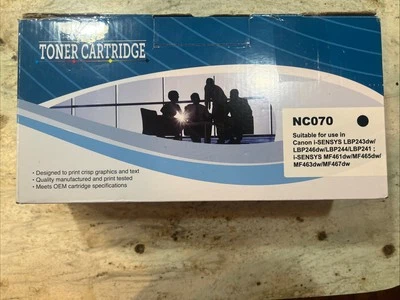 TONER CARTRIDGE
NC070
Suitable for use in
Canon i-SENSYS LBP243dw/
LBP246dw/LBP244/LBP241 ;
i-SENSYS MF461dw/MF465dw/
MF463dw/MF467dw
• Designed to print crisp graphics and text
• Quality manufactured and print tested
• Meets OEM cartridge specifications